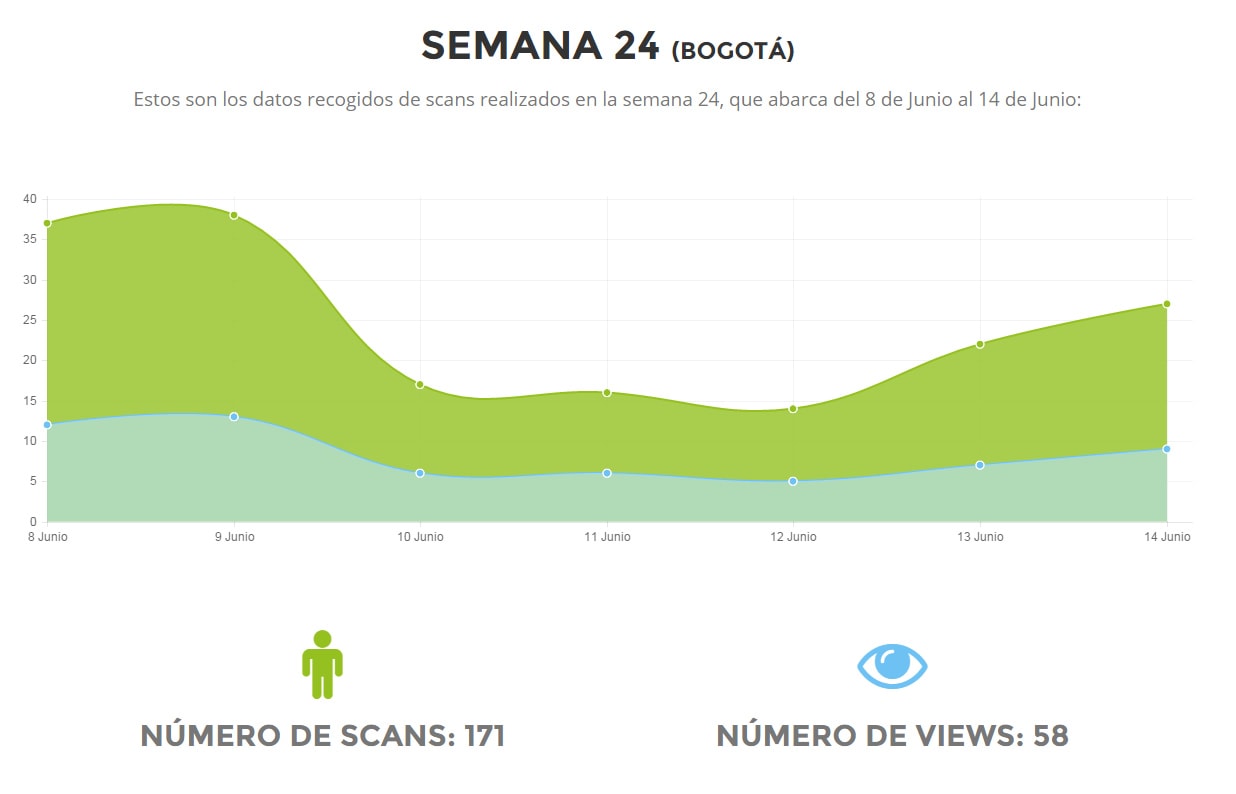 SEMANA 24 (BOGOTÁ)
Estos son los datos recogidos de scans realizados en la semana 24, que abarca del 8 de Junio al 14 de Junio:
40
35
30
25
20
15
10
5
0
8 Junio 9 Junio 10 Junio 11 Junio 12 Junio 13 Junio 14 Junio
NÚMERO DE SCANS: 171 NÚMERO DE VIEWS: 58